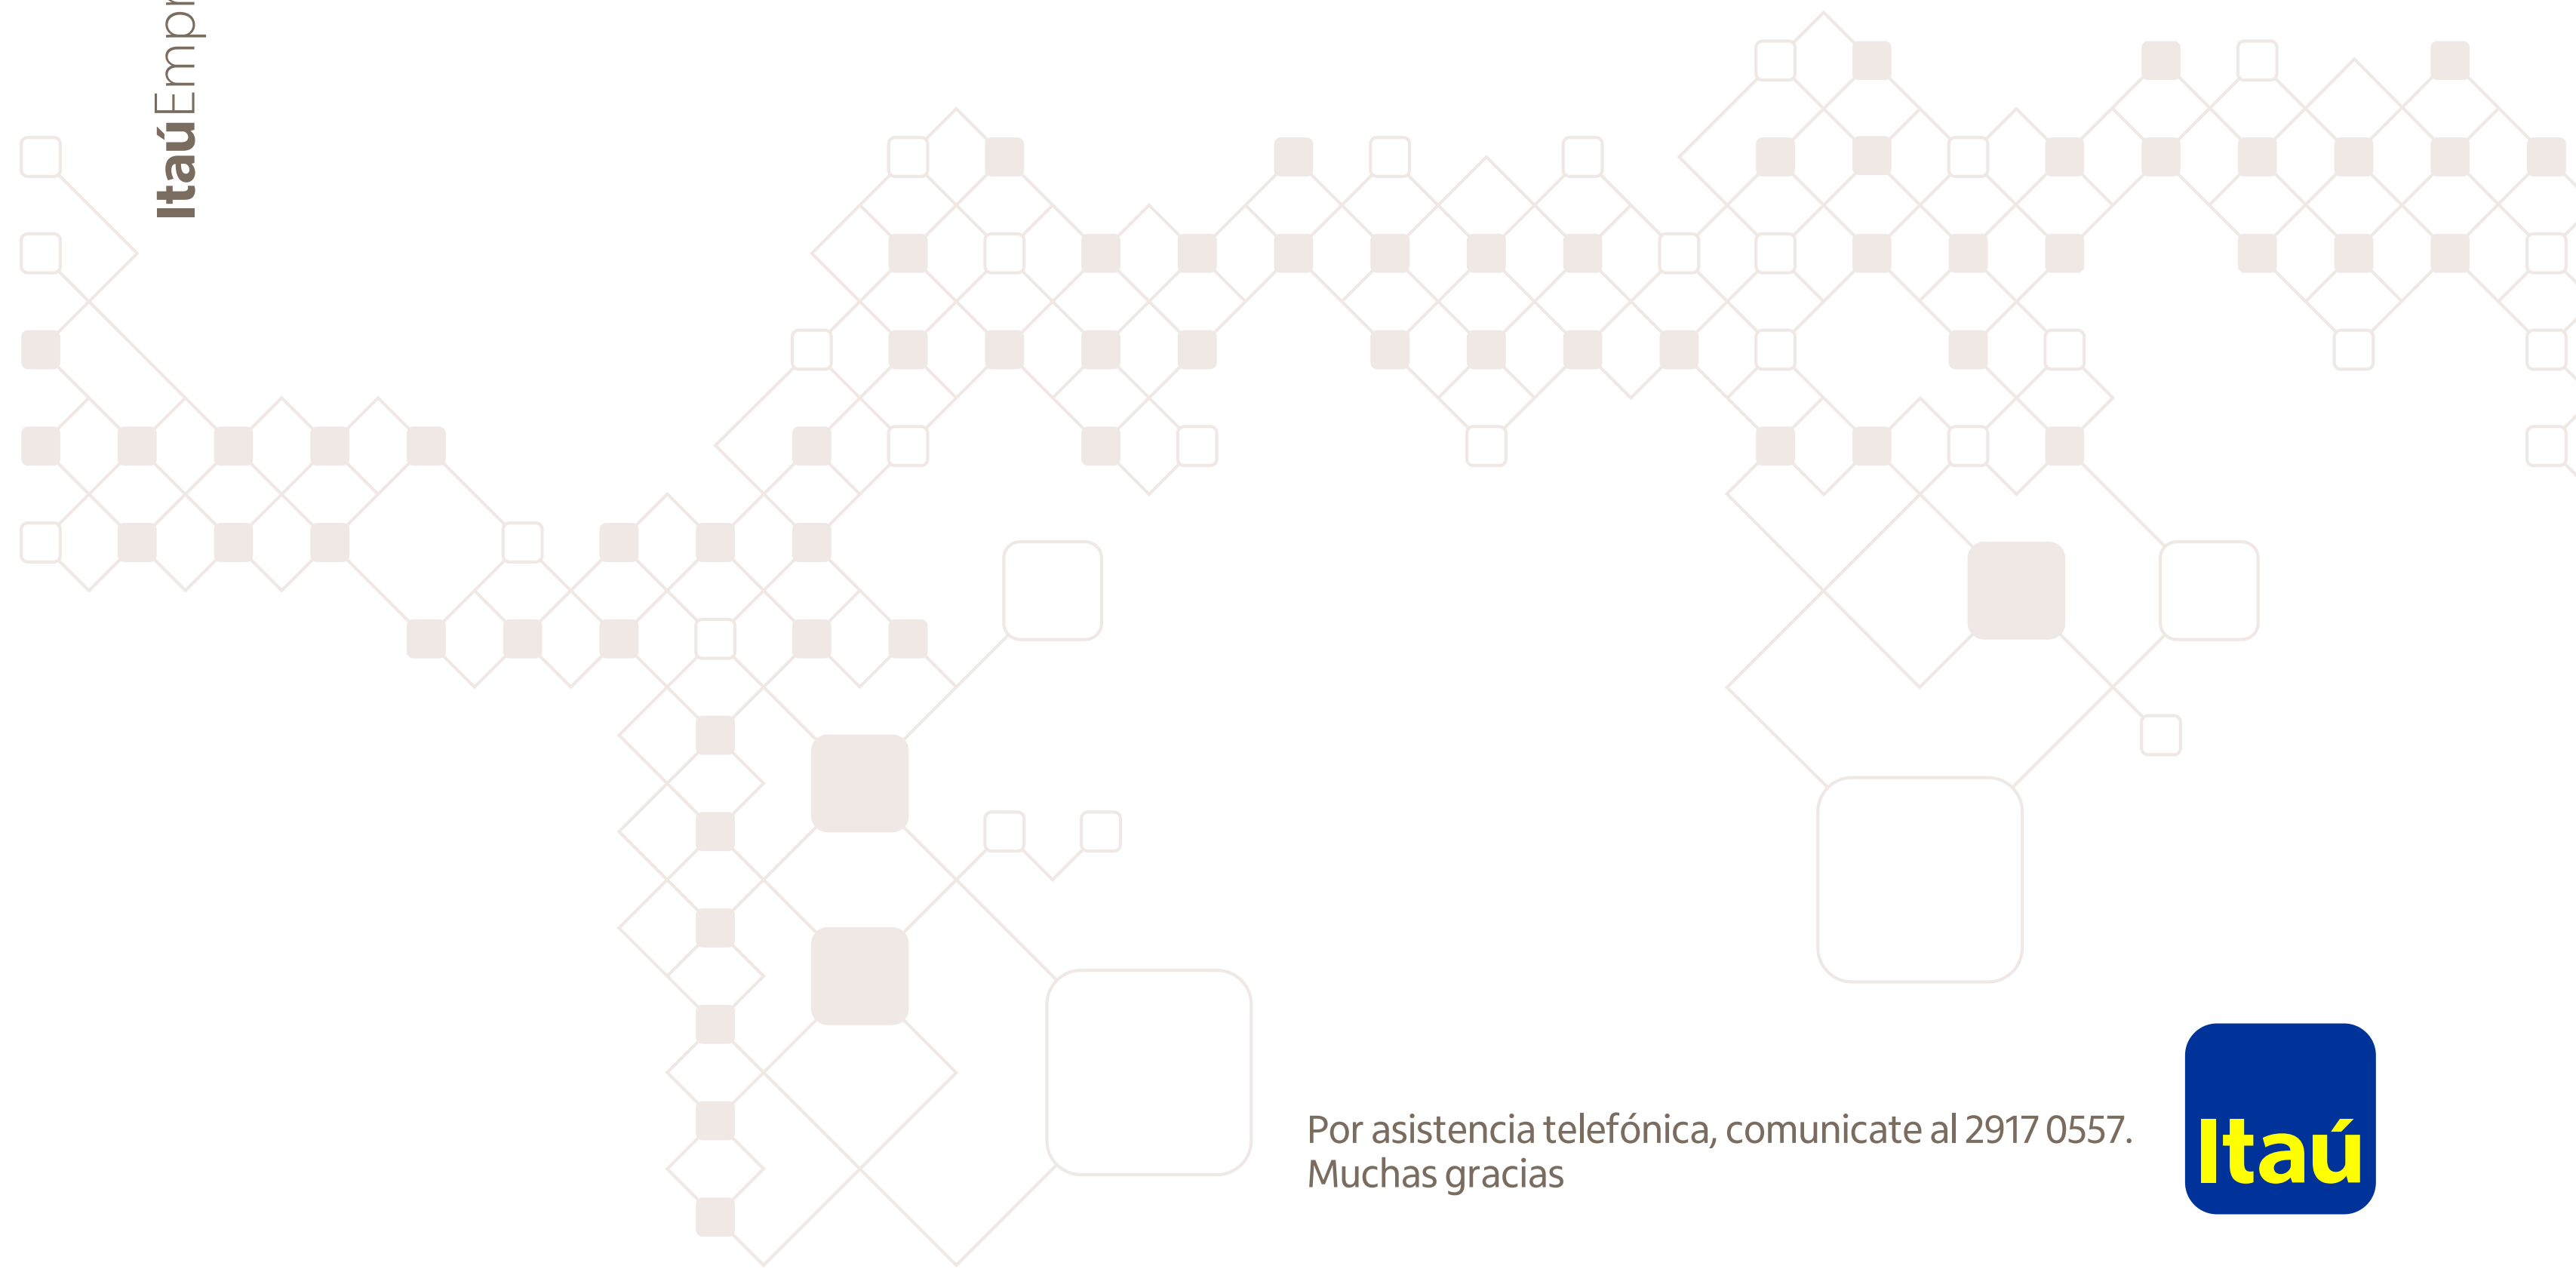 ItaúEmpr
Por asistencia telefónica, comunicate al 2917 0557.
Muchas gracias
Itaú